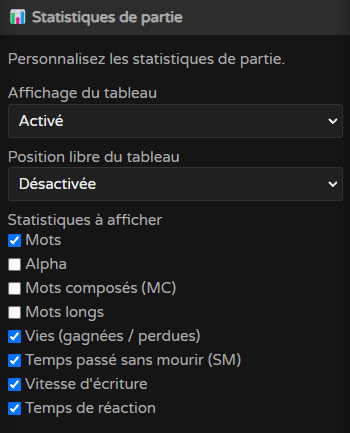 Statistiques de partie
Personnalisez les statistiques de partie.
Affichage du tableau
Activé
Position libre du tableau
Désactivée
Statistiques à afficher
Mots
Alpha
Mots composés (MC)
Mots longs
Vies (gagnées / perdues)
Temps passé sans mourir (SM)
Vitesse d'écriture
Temps de réaction